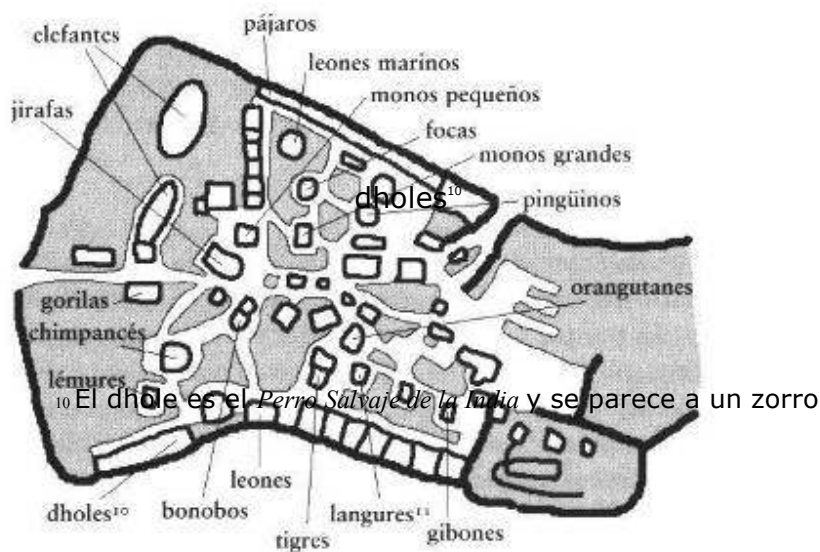 pájaros
elefantes
leones marinos
monos pequeños
jirafas
focas
monos grandes
dholes¹⁰
pingüinos
orangutanes
gorilas
chimpancés
lémures
¹⁰ El dhole es el Perro Salvaje de la India y se parece a un zorro
leones
dholes¹⁰
bonobos
langures¹¹
gibones
tigres